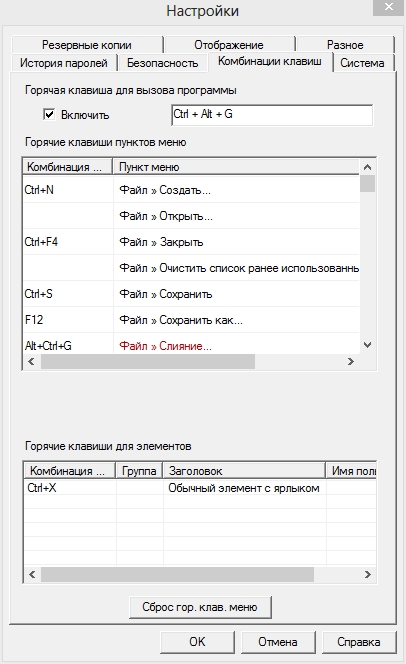 Настройки
Резервные копии Отображение Разное
История паролей Безопасность Комбинации клавиш Система
Горячая клавиша для вызова программы
Включить Ctrl + Alt + G
Горячие клавиши пунктов меню
Комбинация ... Пункт меню
Ctrl+N Файл » Создать...
Файл » Открыть...
Ctrl+F4 Файл » Закрыть
Файл » Очистить список ранее использованнь
Ctrl+S Файл » Сохранить
F12 Файл » Сохранить как...
Alt+Ctrl+G Файл » Слияние...
Горячие клавиши для элементов
Комбинация ... Группа Заголовок Имя поль
Ctrl+X Обычный элемент с ярлыком
Сброс гор. клав. меню
OK Отмена Справка